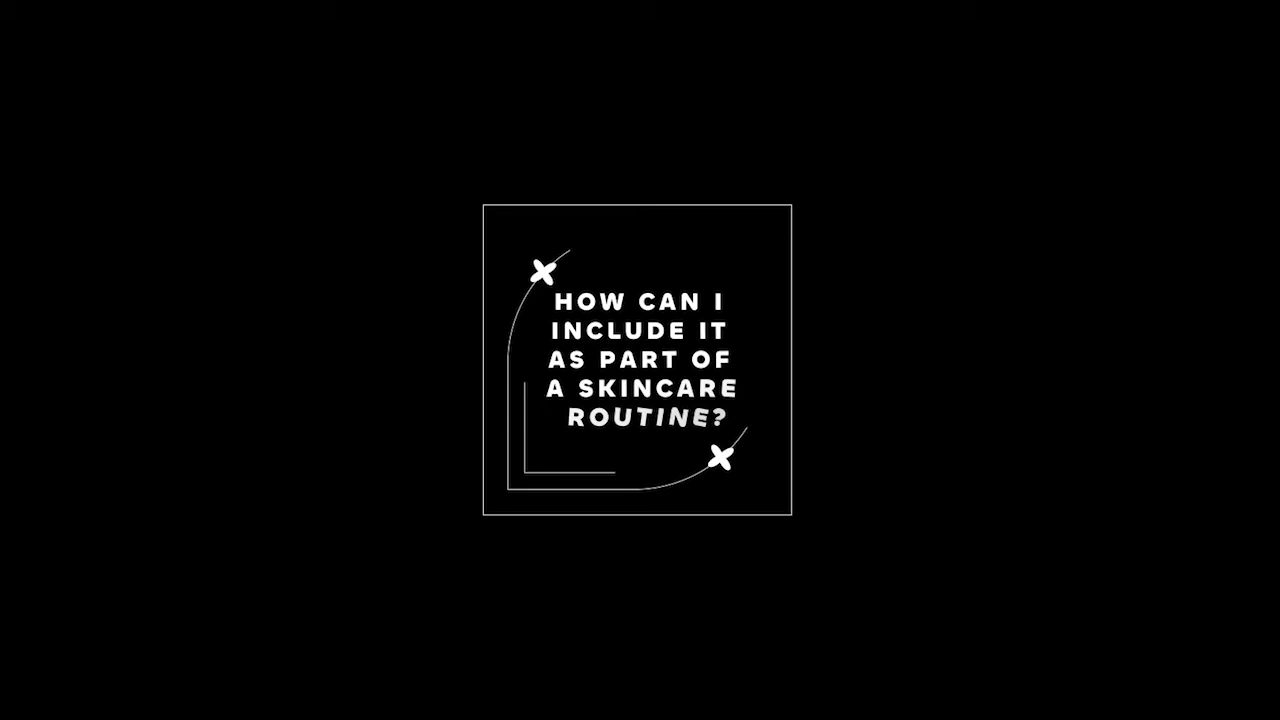 HOW CAN I
INCLUDE IT
AS PART OF
A SKINCARE
ROUTINE?